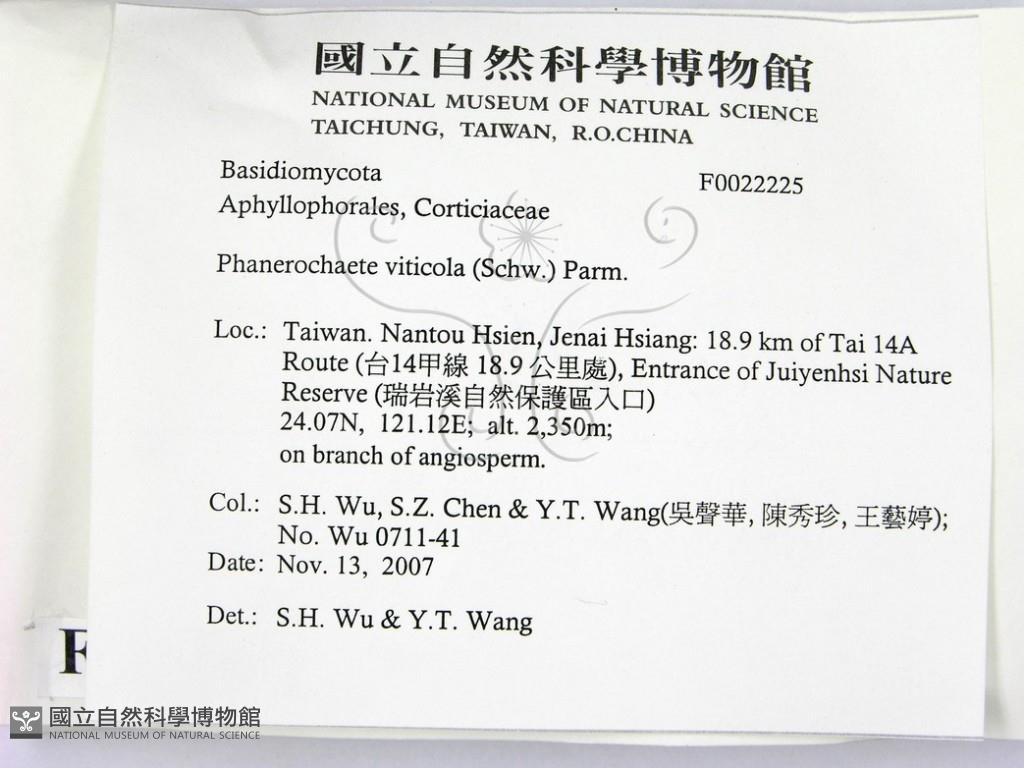 國立自然科學博物館
NATIONAL MUSEUM OF NATURAL SCIENCE
TAICHUNG, TAIWAN, R.O.CHINA
Basidiomycota F0022225
Aphyllophorales, Corticiaceae
Phanerochaete viticola (Schw.) Parm.
Loc.: Taiwan. Nantou Hsien, Jenai Hsiang: 18.9 km of Tai 14A
Route (台14甲線 18.9 公里處), Entrance of Juiyenhsi Nature
Reserve (瑞岩溪自然保護區入口)
24.07N, 121.12E; alt. 2,350m;
on branch of angiosperm.
Col.: S.H. Wu, S.Z. Chen & Y.T. Wang(吳聲華, 陳秀珍, 王藝婷);
No. Wu 0711-41
Date: Nov. 13, 2007
Det.: S.H. Wu & Y.T. Wang
F
國立自然科學博物館
NATIONAL MUSEUM OF NATURAL SCIENCE